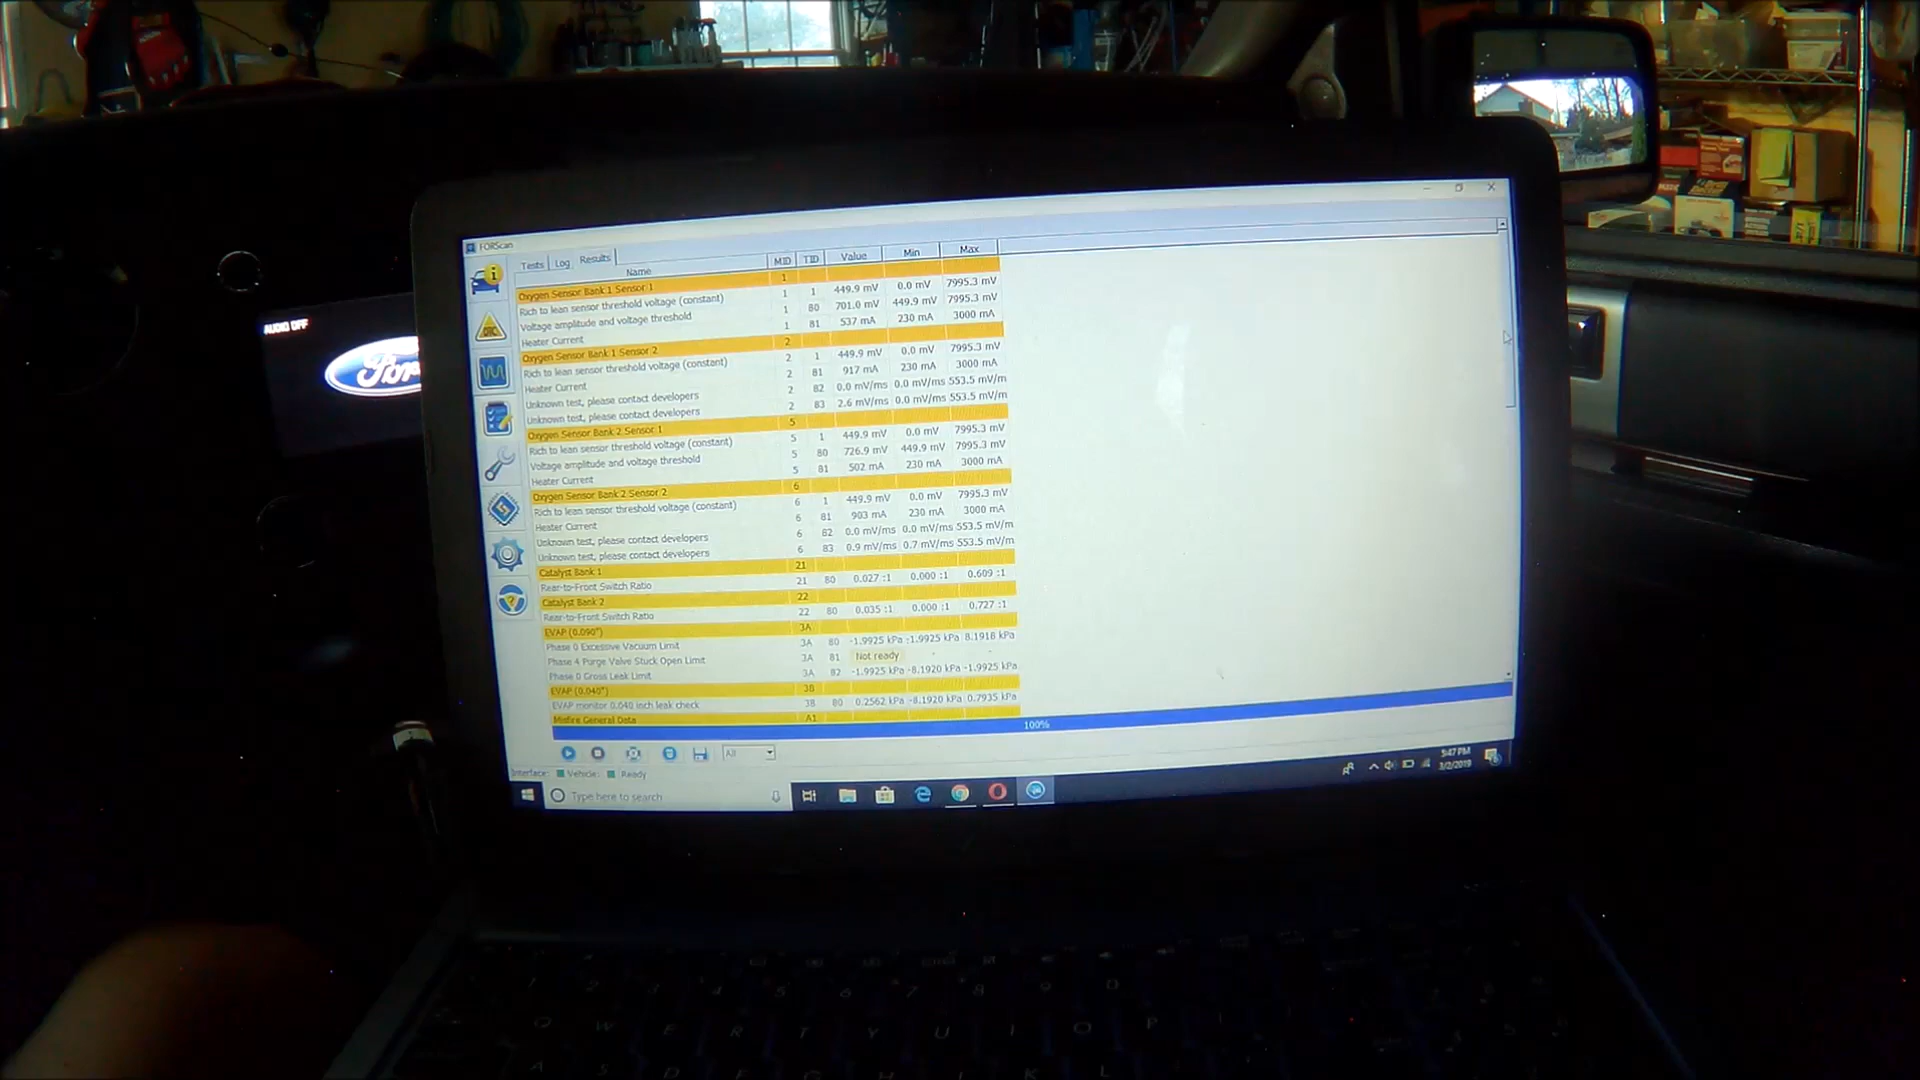 AUDIO OFF
Ford
FORScan
Tests Log Results
Name MID TID Value Min Max
Oxygen Sensor Bank 1 Sensor 1 1
Rich to lean sensor threshold voltage (constant) 1 1 449.9 mV 0.0 mV 7995.3 mV
Voltage amplitude and voltage threshold 1 80 701.0 mV 449.9 mV 7995.3 mV
Heater Current 1 81 537 mA 230 mA 3000 mA
Oxygen Sensor Bank 1 Sensor 2 2
Rich to lean sensor threshold voltage (constant) 2 1 449.9 mV 0.0 mV 7995.3 mV
Heater Current 2 81 917 mA 230 mA 3000 mA
Unknown test, please contact developers 2 82 0.0 mV/ms 0.0 mV/ms 553.5 mV/m
Unknown test, please contact developers 2 83 2.6 mV/ms 0.0 mV/ms 553.5 mV/m
Oxygen Sensor Bank 2 Sensor 1 5
Rich to lean sensor threshold voltage (constant) 5 1 449.9 mV 0.0 mV 7995.3 mV
Voltage amplitude and voltage threshold 5 80 726.9 mV 449.9 mV 7995.3 mV
Heater Current 5 81 502 mA 230 mA 3000 mA
Oxygen Sensor Bank 2 Sensor 2 6
Rich to lean sensor threshold voltage (constant) 6 1 449.9 mV 0.0 mV 7995.3 mV
Heater Current 6 81 903 mA 230 mA 3000 mA
Unknown test, please contact developers 6 82 0.0 mV/ms 0.0 mV/ms 553.5 mV/m
Unknown test, please contact developers 6 83 0.9 mV/ms 0.7 mV/ms 553.5 mV/m
Catalyst Bank 1 21
Rear-to-Front Switch Ratio 21 80 0.027 :1 0.000 :1 0.609 :1
Catalyst Bank 2 22
Rear-to-Front Switch Ratio 22 80 0.035 :1 0.000 :1 0.727 :1
EVAP (0.090") 3A
Phase 0 Excessive Vacuum Limit 3A 80 -1.9925 kPa -1.9925 kPa 8.1918 kPa
Phase 4 Purge Valve Stuck Open Limit 3A 81 Not ready - -
Phase 0 Gross Leak Limit 3A 82 -1.9925 kPa -8.1920 kPa -1.9925 kPa
EVAP (0.040") 3B
EVAP monitor 0.040 inch leak check 3B 80 0.2562 kPa -8.1920 kPa 0.7935 kPa
Misfire General Data A1
100%
All
Interface: Vehicle: Ready
Type here to search
5:47 PM
3/2/2019
1 2 3 4 5 6 7 8 9 0
Q W E R T Y U I O P
A S D F G H J K L